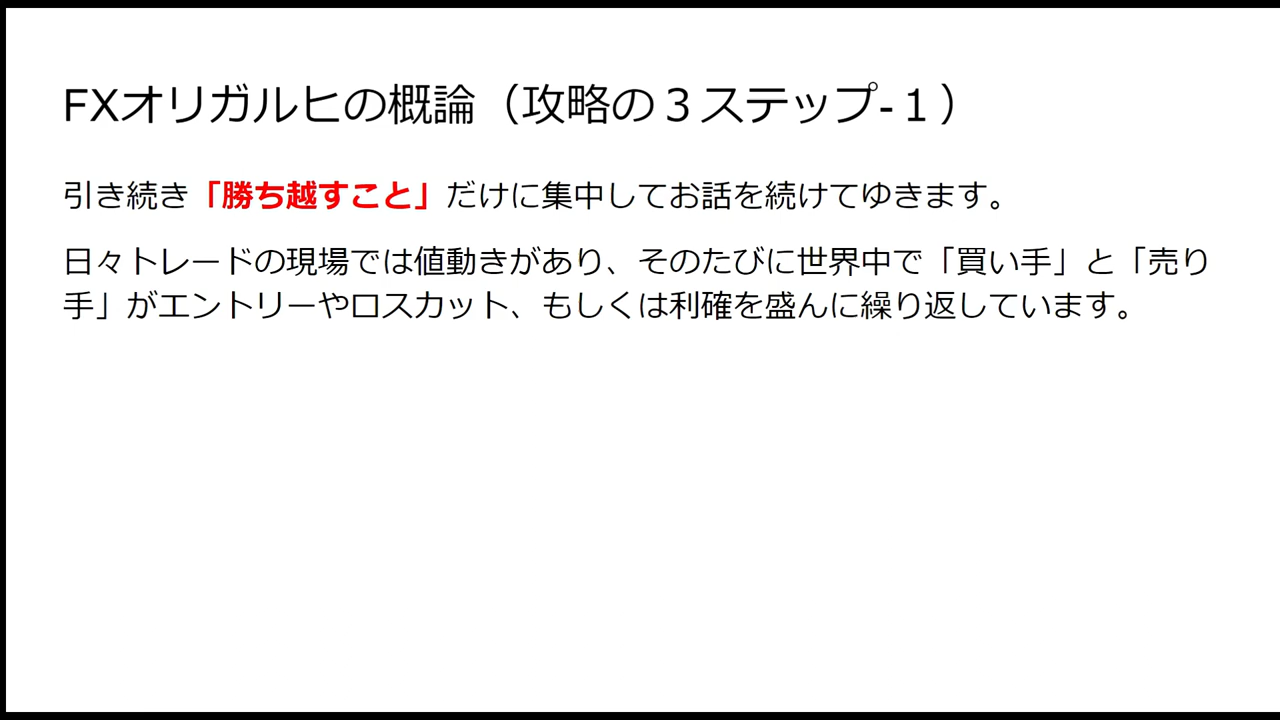 FXオリガルヒの概論（攻略の３ステップ-１）
引き続き「勝ち越すこと」だけに集中してお話を続けてゆきます。
日々トレードの現場では値動きがあり、そのたびに世界中で「買い手」と「売り
手」がエントリーやロスカット、もしくは利確を盛んに繰り返しています。